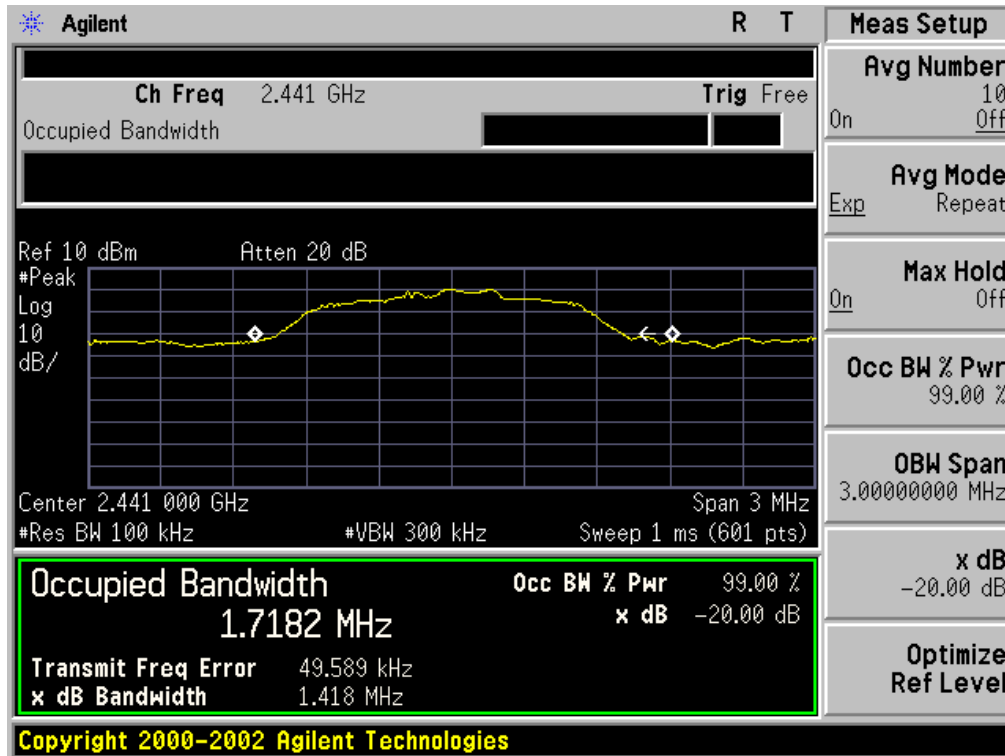 Agilent R T
Meas Setup
Ch Freq 2.441 GHz Trig Free
Occupied Bandwidth
Ref 10 dBm Atten 20 dB
#Peak
Log
10
dB/
Center 2.441 000 GHz Span 3 MHz
#Res BW 100 kHz #VBW 300 kHz Sweep 1 ms (601 pts)
Occupied Bandwidth
1.7182 MHz
Occ BW % Pwr 99.00 %
x dB -20.00 dB
Transmit Freq Error 49.589 kHz
x dB Bandwidth 1.418 MHz
Avg Number
10
On Off
Avg Mode
Exp Repeat
Max Hold
On Off
Occ BW % Pwr
99.00 %
OBW Span
3.00000000 MHz
x dB
-20.00 dB
Optimize
Ref Level
Copyright 2000-2002 Agilent Technologies